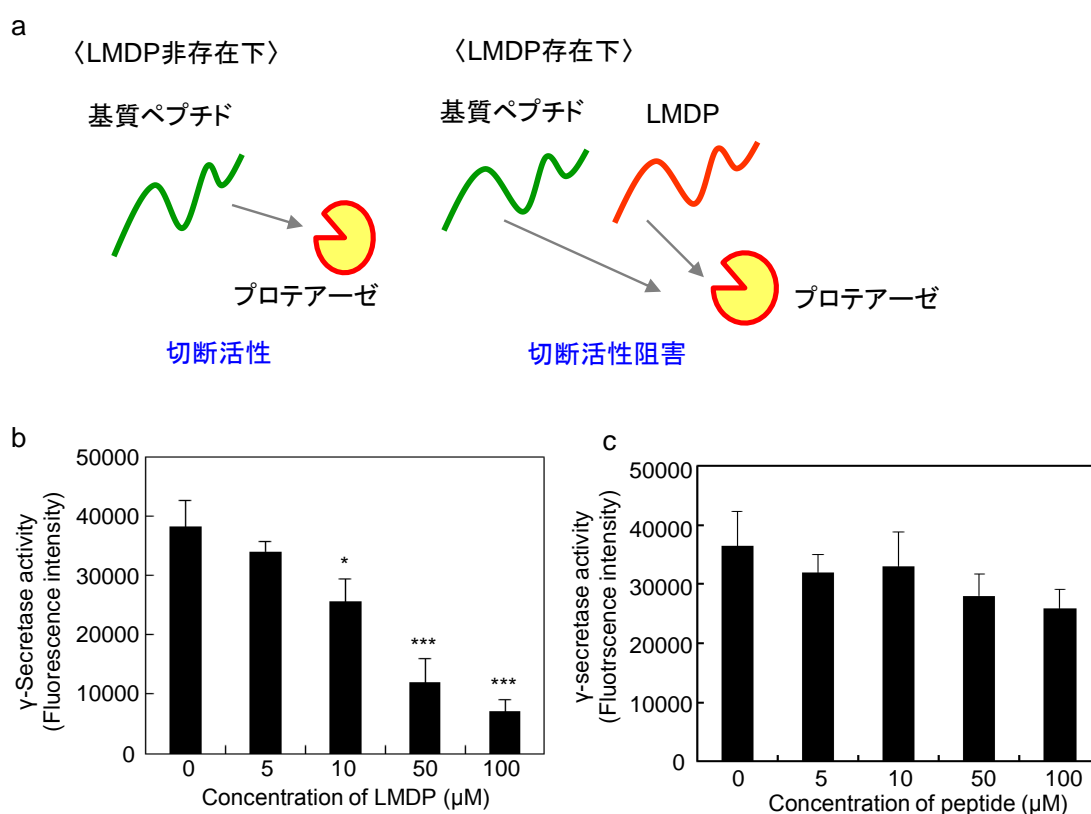 a
〈LMDP非存在下〉
〈LMDP存在下〉
基質ペプチド
基質ペプチド
LMDP
プロテアーゼ
プロテアーゼ
切断活性
切断活性阻害
b
50000
40000
30000
20000
10000
0
γ-Secretase activity
(Fluorescence intensity)
*
***
***
0 5 10 50 100
Concentration of LMDP (μM)
c
50000
40000
30000
20000
10000
0
γ-secretase activity
(Fluotrscence intensity)
0 5 10 50 100
Concentration of peptide (μM)